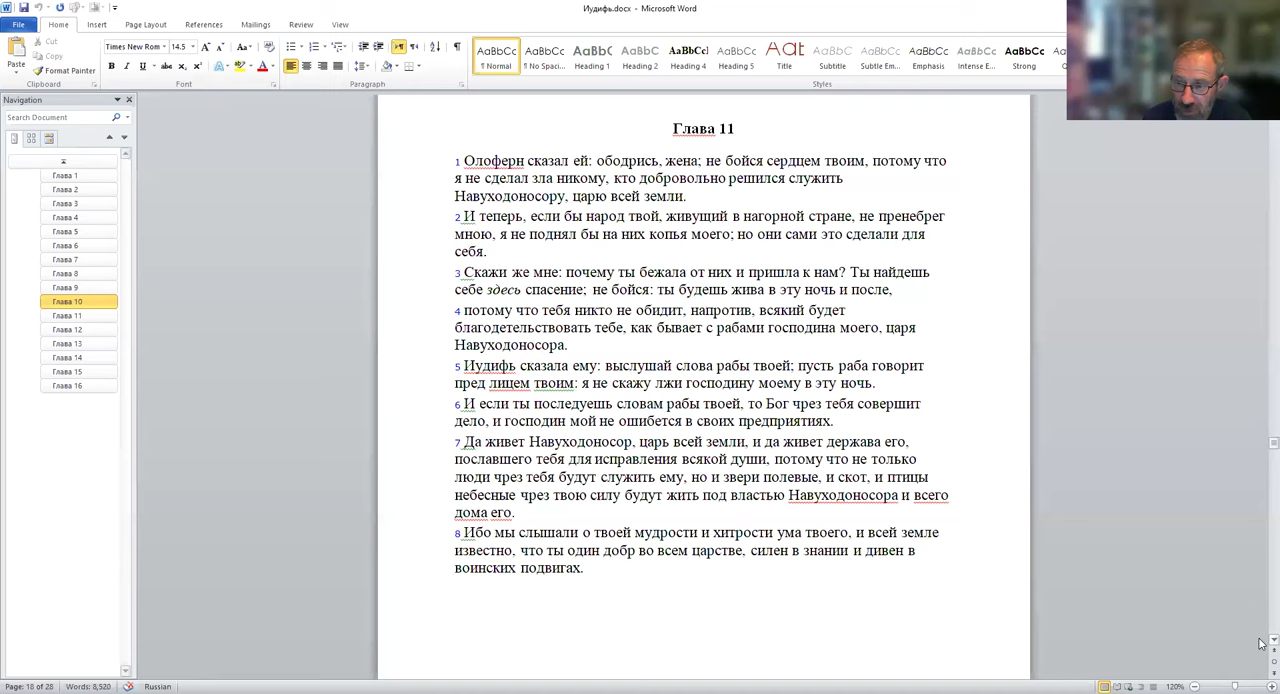 Иудифь.docx - Microsoft Word
File Home Insert Page Layout References Mailings Review View
Cut
Copy
Format Painter
Paste
Times New Rom 14.5
AaBbCc AaBbCc AaBbC AaBbC AaBbCc AaBbCc Aat AaBbCc AaBbCc AaBbCc AaBbCc AaBbCc
¶ Normal ¶ No Spaci... Heading 1 Heading 2 Heading 4 Heading 5 Title Subtitle Subtle Em... Emphasis Intense E... Strong
Clipboard Font Paragraph Styles
Navigation
Search Document
Глава 1
Глава 2
Глава 3
Глава 4
Глава 5
Глава 6
Глава 7
Глава 8
Глава 9
Глава 10
Глава 11
Глава 12
Глава 13
Глава 14
Глава 15
Глава 16
Глава 11
1 Олоферн сказал ей: ободрись, жена; не бойся сердцем твоим, потому что
я не сделал зла никому, кто добровольно решился служить
Навуходоносору, царю всей земли.
2 И теперь, если бы народ твой, живущий в нагорной стране, не пренебрег
мною, я не поднял бы на них копья моего; но они сами это сделали для
себя.
3 Скажи же мне: почему ты бежала от них и пришла к нам? Ты найдешь
себе здесь спасение; не бойся: ты будешь жива в эту ночь и после,
4 потому что тебя никто не обидит, напротив, всякий будет
благодетельствовать тебе, как бывает с рабами господина моего, царя
Навуходоносора.
5 Иудифь сказала ему: выслушай слова рабы твоей; пусть раба говорит
пред лицем твоим: я не скажу лжи господину моему в эту ночь.
6 И если ты последуешь словам рабы твоей, то Бог чрез тебя совершит
дело, и господин мой не ошибется в своих предприятиях.
7 Да живет Навуходоносор, царь всей земли, и да живет держава его,
пославшего тебя для исправления всякой души, потому что не только
люди чрез тебя будут служить ему, но и звери полевые, и скот, и птицы
небесные чрез твою силу будут жить под властью Навуходоносора и всего
дома его.
8 Ибо мы слышали о твоей мудрости и хитрости ума твоего, и всей земле
известно, что ты один добр во всем царстве, силен в знании и дивен в
воинских подвигах.
Page: 18 of 28 Words: 8,520 Russian 120%